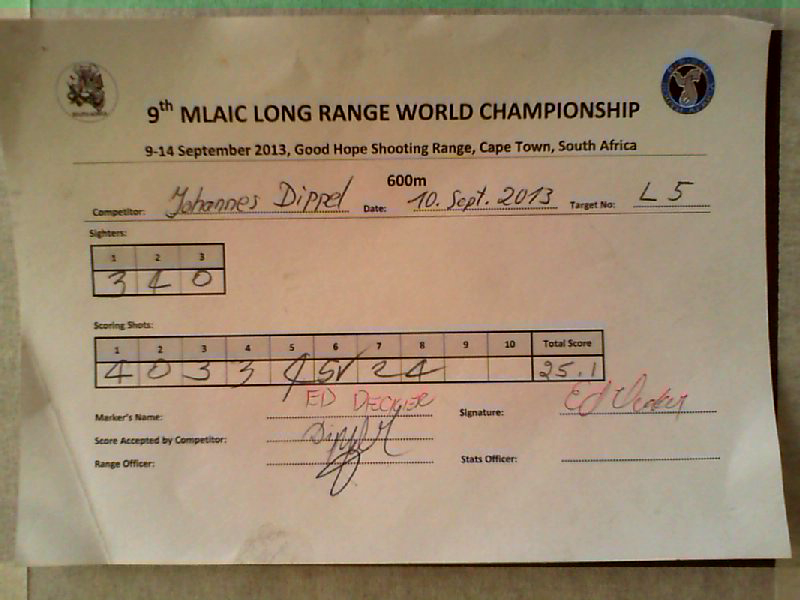 9th MLAIC LONG RANGE WORLD CHAMPIONSHIP
9-14 September 2013, Good Hope Shooting Range, Cape Town, South Africa
600m
Competitor: Johannes Dippel Date: 10. Sept. 2013 Target No: L 5
Sighters:
1 2 3
3 4 0
Scoring Shots:
1 2 3 4 5 6 7 8 9 10 Total Score
4 0 3 3 4 5V 2 4 25.1
Marker's Name: ED DECKER Signature: Ed Decker
Score Accepted by Competitor: Dippel
Range Officer: Stats Officer: